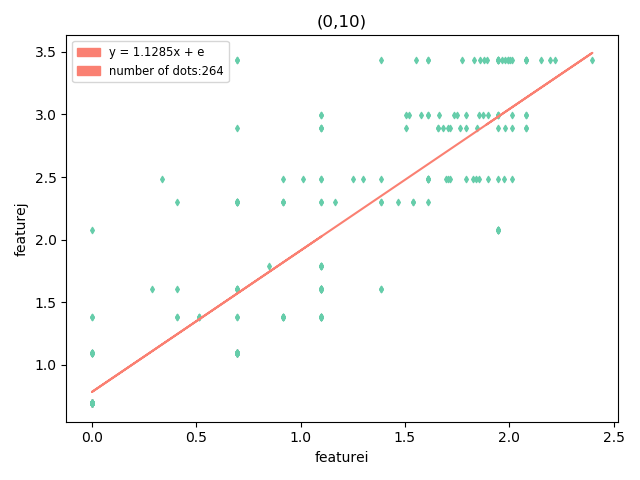 (0,10)
y = 1.1285x + e
number of dots:264
3.5
3.0
2.5
2.0
1.5
1.0
featurej
0.0 0.5 1.0 1.5 2.0 2.5
featurei